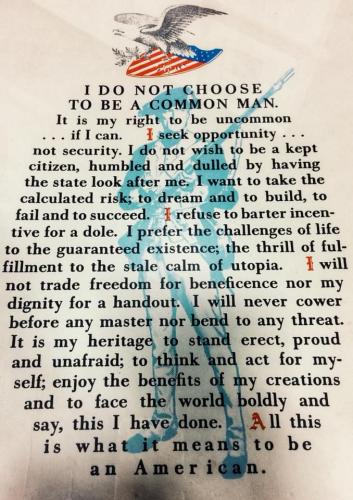 I DO NOT CHOOSE
TO BE A COMMON MAN.
It is my right to be uncommon
... if I can. I seek opportunity ...
not security. I do not wish to be a kept
citizen, humbled and dulled by having
the state look after me. I want to take the
calculated risk; to dream and to build, to
fail and to succeed. I refuse to barter incen-
tive for a dole. I prefer the challenges of life
to the guaranteed existence; the thrill of ful-
fillment to the stale calm of utopia. I will
not trade freedom for beneficence nor my
dignity for a handout. I will never cower
before any master nor bend to any threat.
It is my heritage to stand erect, proud
and unafraid; to think and act for my-
self; enjoy the benefits of my creations
and to face the world boldly and
say, this I have done. All this
is what it means to be
an American.